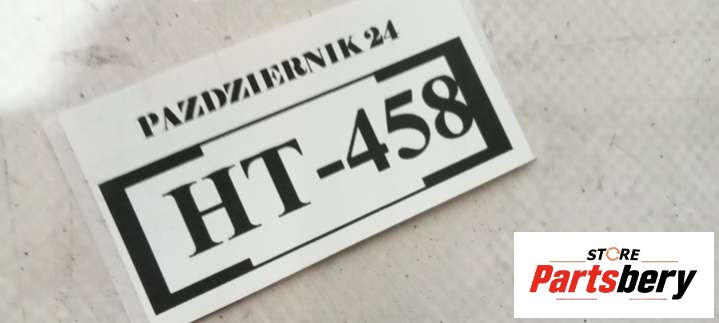 PAZDZIERNIK 24
HT-458
STORE
Partsbery